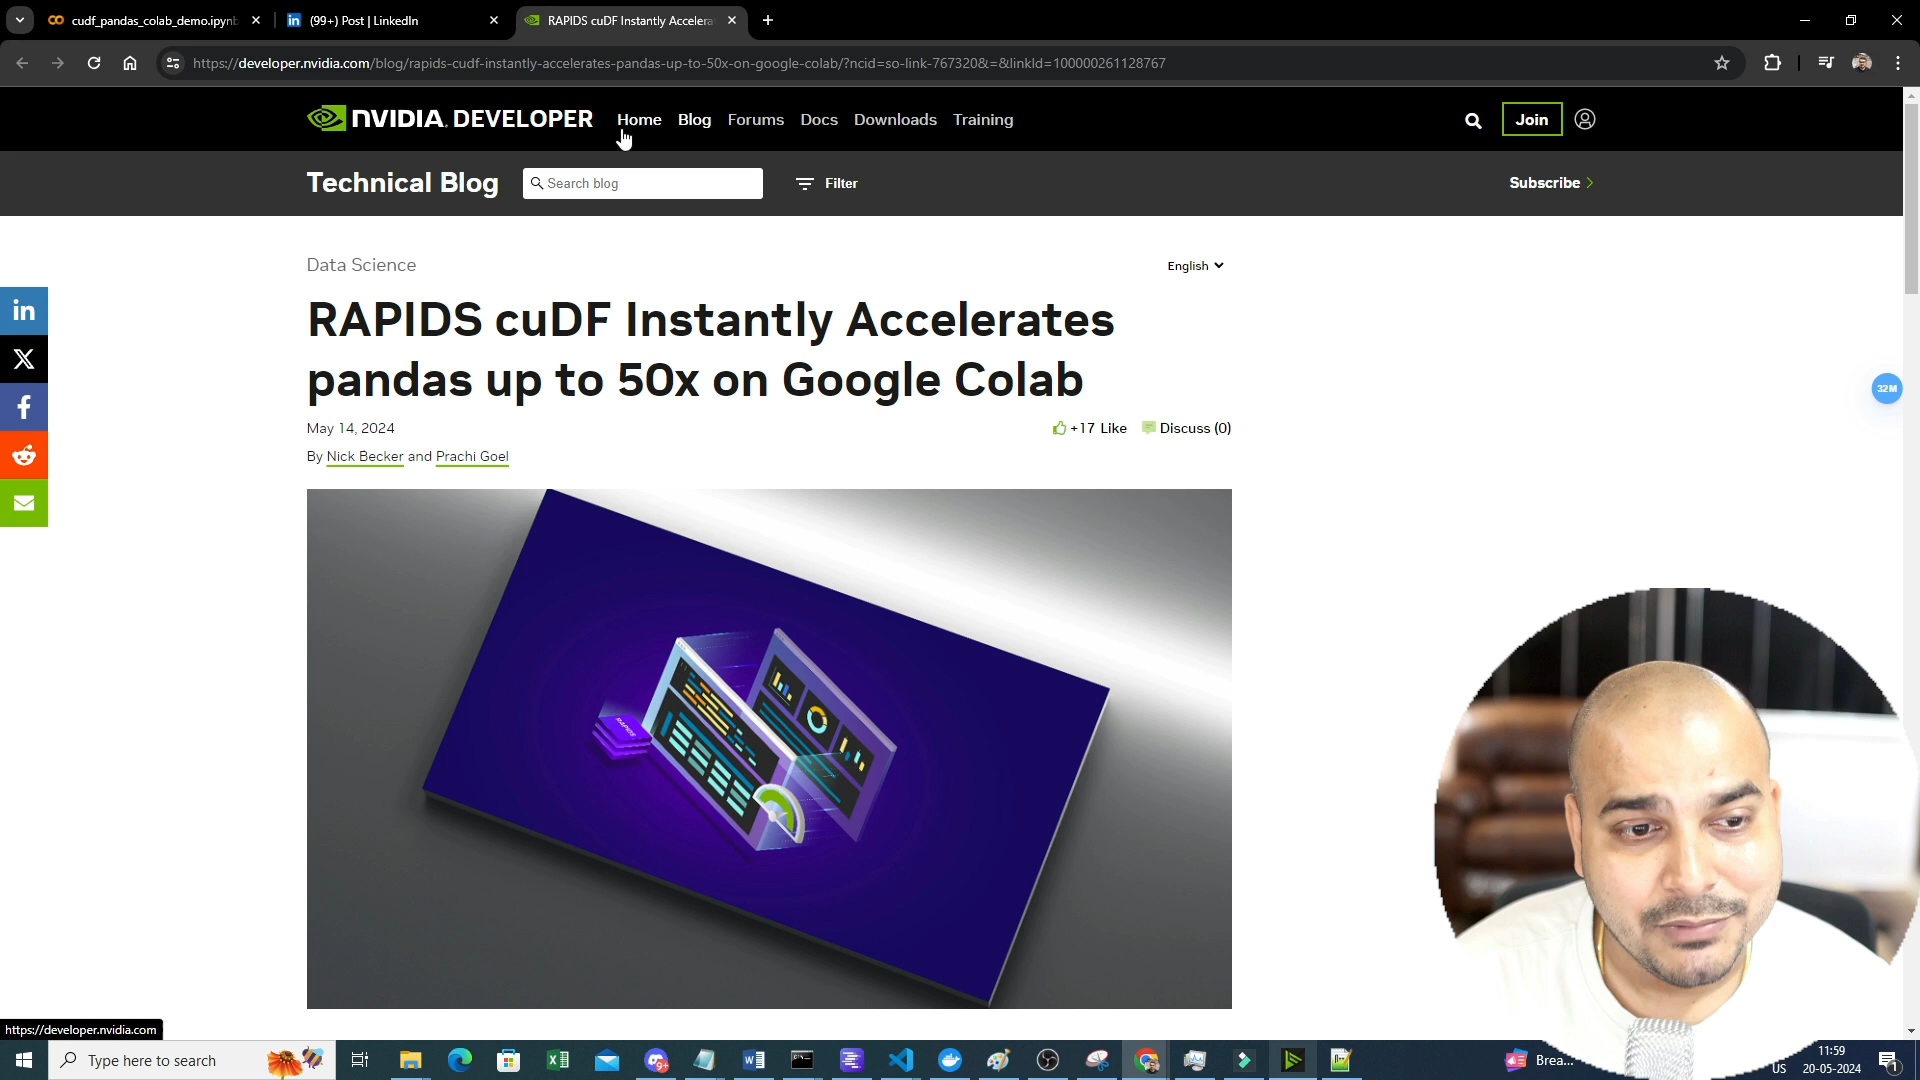 cudf_pandas_colab_demo.ipynb
(99+) Post | LinkedIn
RAPIDS cuDF Instantly Accelera
https://developer.nvidia.com/blog/rapids-cudf-instantly-accelerates-pandas-up-to-50x-on-google-colab/?ncid=so-link-767320&=&linkId=100000261128767
NVIDIA. DEVELOPER Home Blog Forums Docs Downloads Training Join
Technical Blog Search blog Filter Subscribe
Data Science
English
RAPIDS cuDF Instantly Accelerates
pandas up to 50x on Google Colab
May 14, 2024
+17 Like Discuss (0)
By Nick Becker and Prachi Goel
32M
RAPIDS
https://developer.nvidia.com
Type here to search
Brea...
US
11:59
20-05-2024